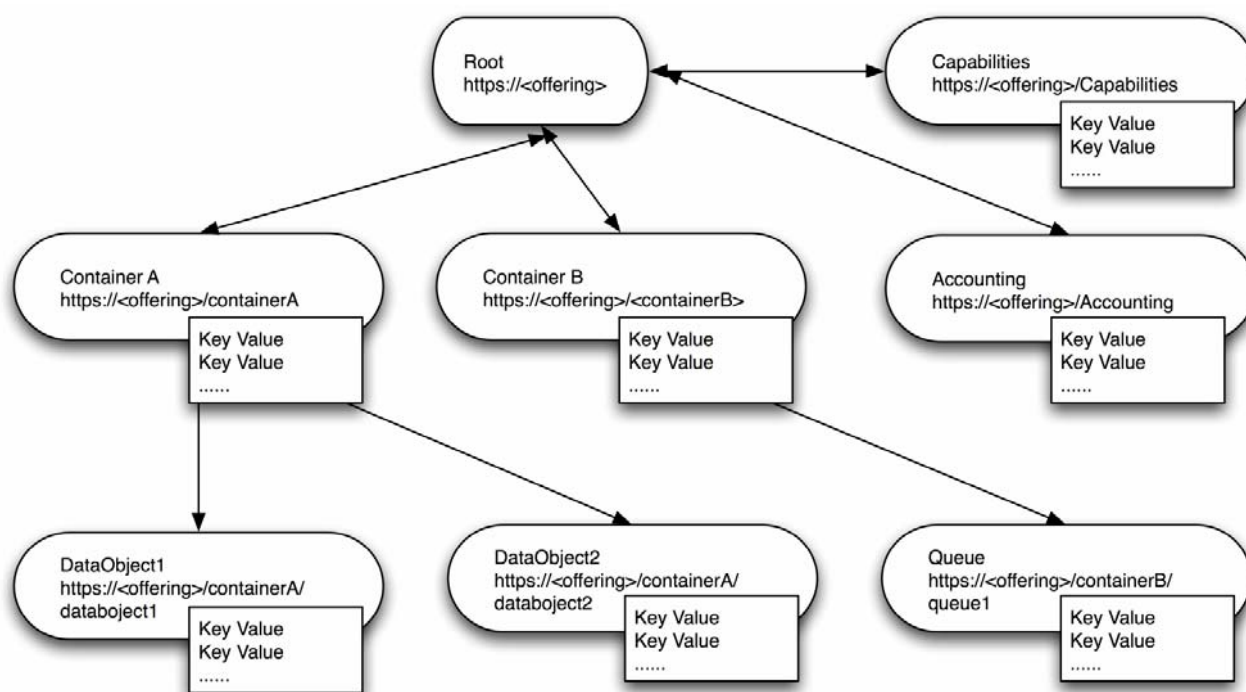 Root
https://<offering>
Capabilities
https://<offering>/Capabilities
Key Value
Key Value
......
Container A
https://<offering>/containerA
Key Value
Key Value
......
Container B
https://<offering>/<containerB>
Key Value
Key Value
......
Accounting
https://<offering>/Accounting
Key Value
Key Value
......
DataObject1
https://<offering>/containerA/
databoject1
Key Value
Key Value
......
DataObject2
https://<offering>/containerA/
databoject2
Key Value
Key Value
......
Queue
https://<offering>/containerB/
queue1
Key Value
Key Value
......